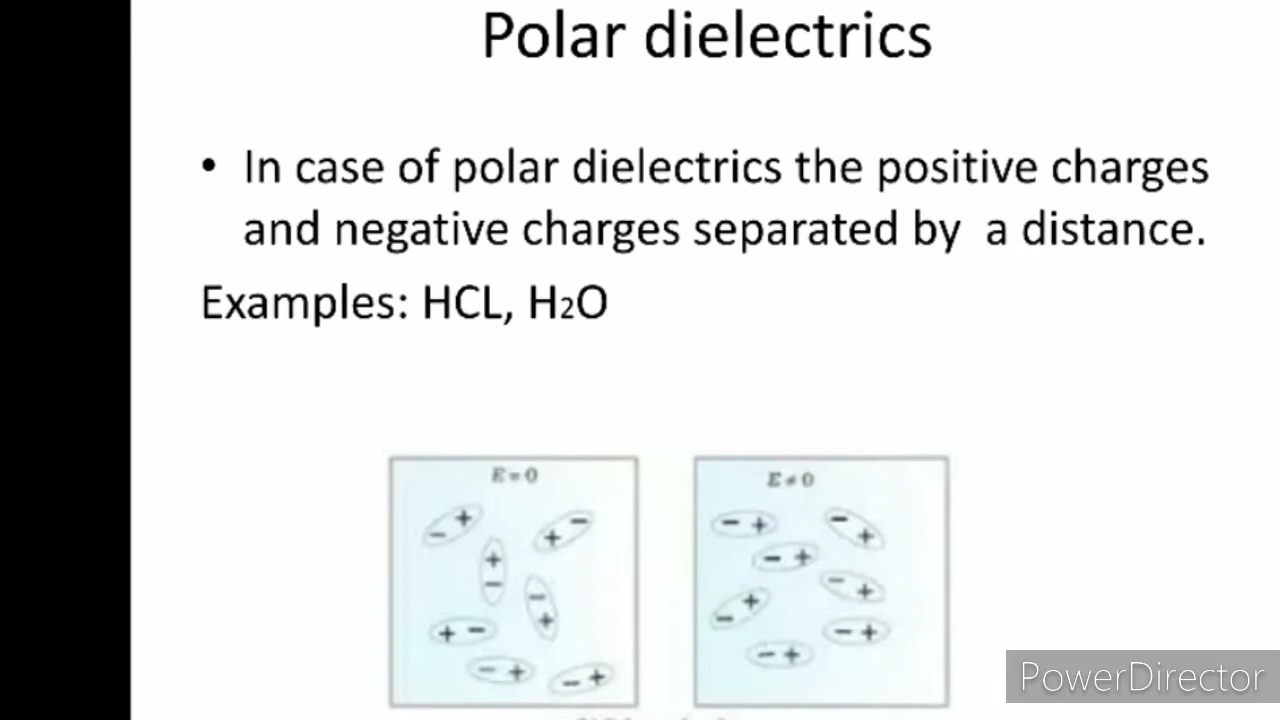 Polar dielectrics
• In case of polar dielectrics the positive charges
and negative charges separated by a distance.
Examples: HCL, H₂O
E = 0
E ≠ 0
PowerDirector